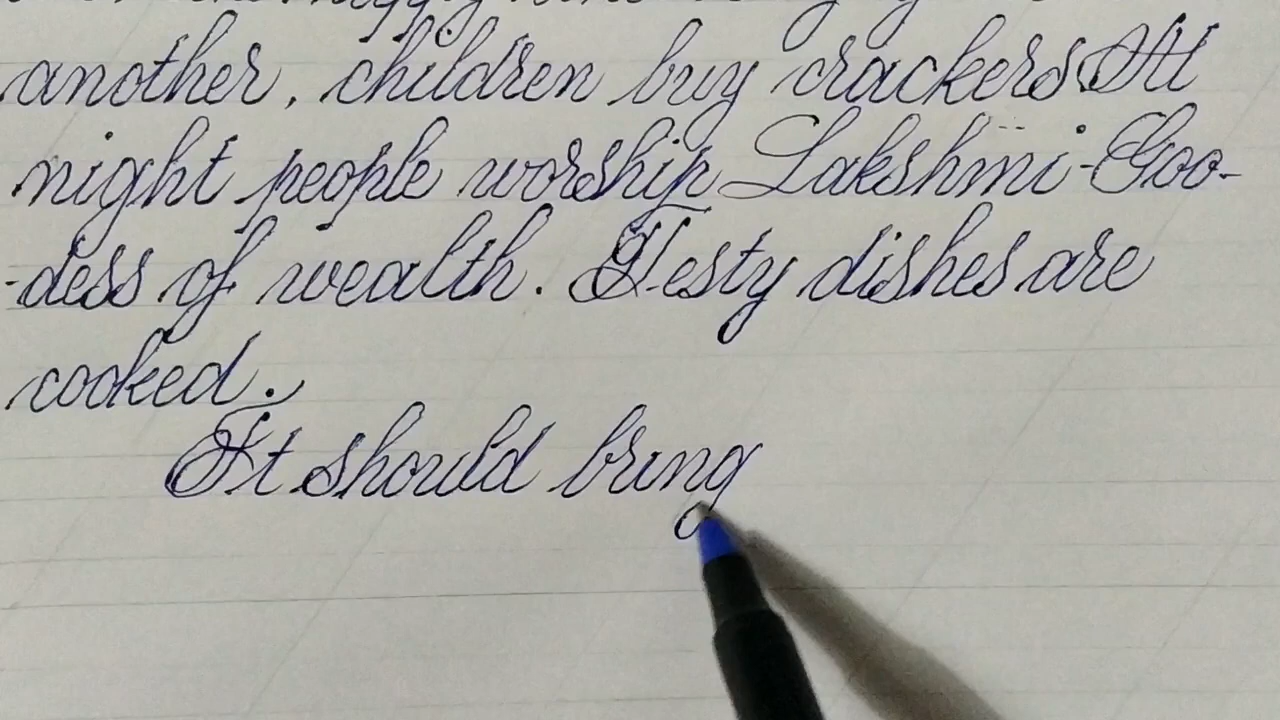 another, children buy crackers. At
night people worship Lakshmi-Goo-
-dess of wealth. Testy dishes are
cooked.
It should bring